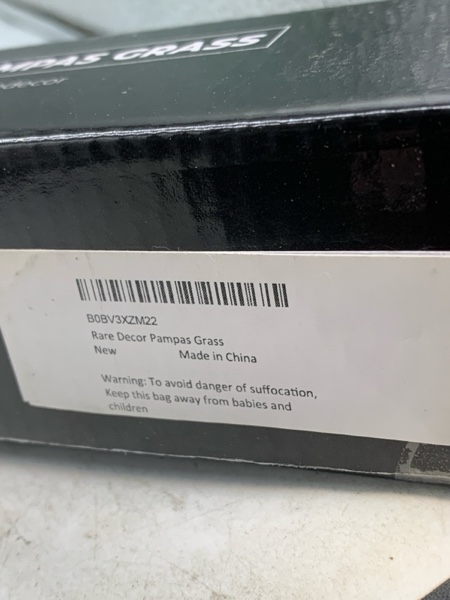 MPAS GRASS
B0BV3XZM22
Rare Decor Pampas Grass
New Made in China
Warning: To avoid danger of suffocation,
Keep this bag away from babies and
children